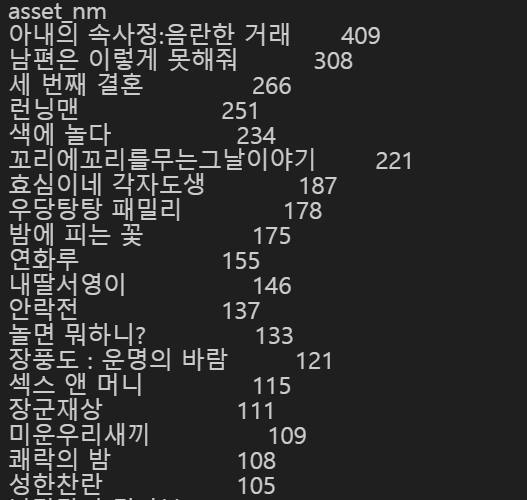 asset_nm
아내의 속사정:음란한 거래 409
남편은 이렇게 못해줘 308
세 번째 결혼 266
런닝맨 251
색에 놀다 234
꼬리에꼬리를무는그날이야기 221
효심이네 각자도생 187
우당탕탕 패밀리 178
밤에 피는 꽃 175
연화루 155
내딸서영이 146
안락전 137
놀면 뭐하니? 133
장풍도 : 운명의 바람 121
섹스 앤 머니 115
장군재상 111
미운우리새끼 109
쾌락의 밤 108
성한찬란 105